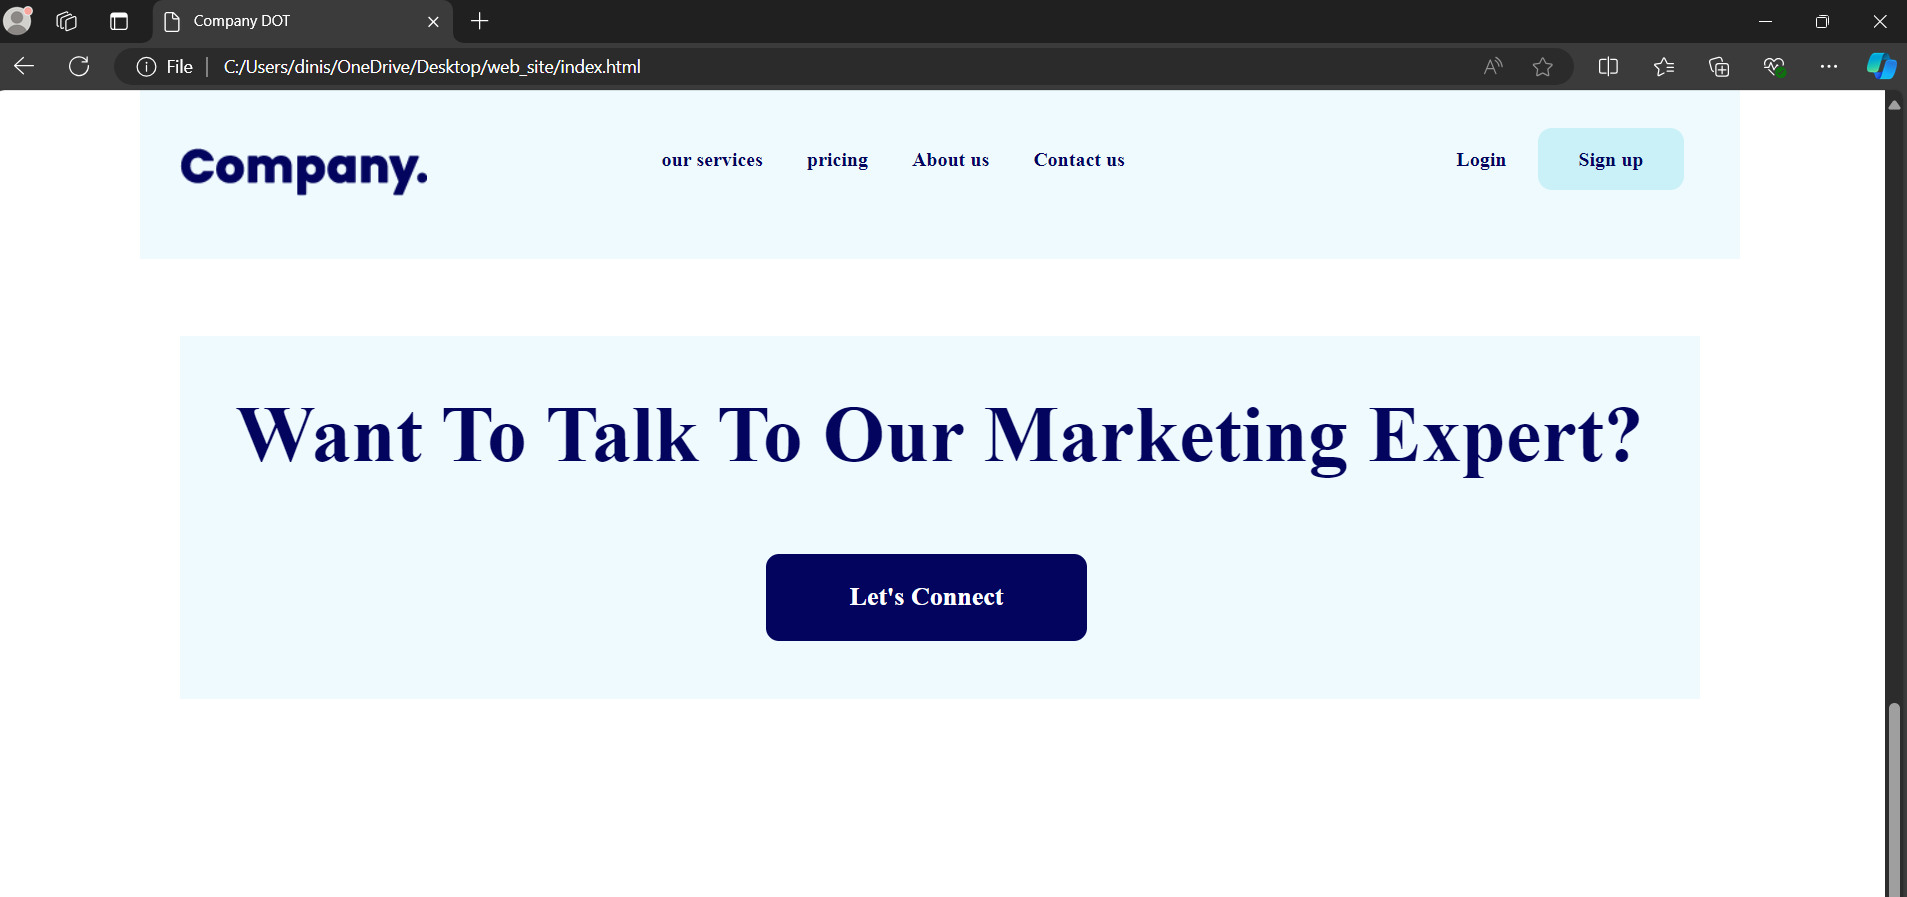 Company DOT
File C:/Users/dinis/OneDrive/Desktop/web_site/index.html
Company. our services pricing About us Contact us Login Sign up
Want To Talk To Our Marketing Expert?
Let's Connect